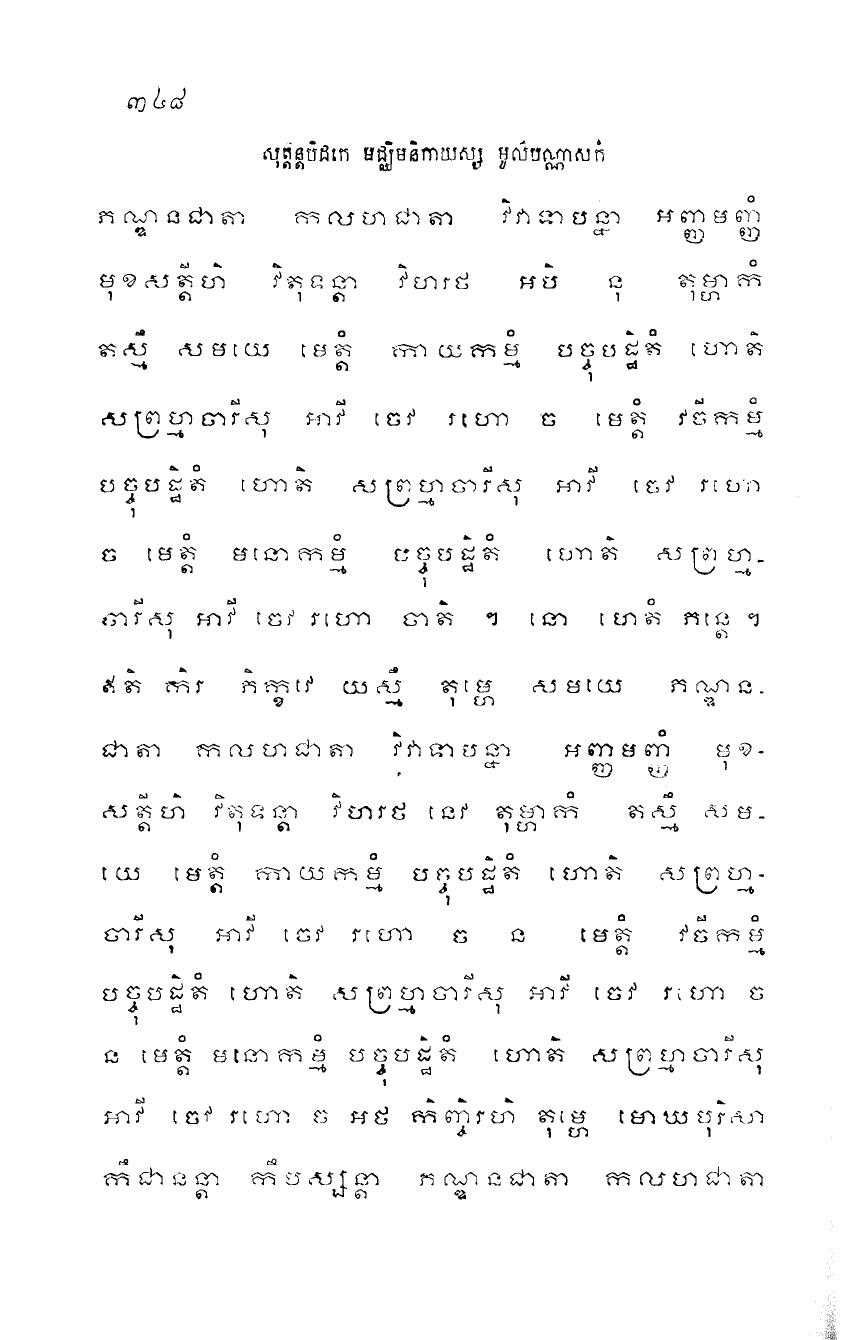 ៣៤៨
សុត្តន្តបិដកេ មជ្ឈិមនិកាយស្ស មូលបណ្ណាសកំ
ភណ្ឌនជាតា កលហជាតា វិវាទាបន្នា អញ្ញមញ្ញំ
មុខសត្តីហិ វិតុទន្តា វិហរថ អបិ នុ តុម្ហាកំ
តស្មឹ សមយេ មេត្តំ កាយកម្មំ បច្ចុបដ្ឋិតំ ហោតិ
សព្រហ្មចារីសុ អាវី ចេវ រហោ ច មេត្តំ វចីកម្មំ
បច្ចុបដ្ឋិតំ ហោតិ សព្រហ្មចារីសុ អាវី ចេវ រហោ
ច មេត្តំ មនោកម្មំ បច្ចុបដ្ឋិតំ ហោតិ សព្រហ្ម-
ចារីសុ អាវី ចេវ រហោ ចាតិ ។ នោ ហេតំ ភន្តេ ។
ឥតិ កិរ ភិក្ខវេ យស្មឹ តុម្ហេ សមយេ ភណ្ឌន-
ជាតា កលហជាតា វិវាទាបន្នា អញ្ញមញ្ញំ មុខ-
សត្តីហិ វិតុទន្តា វិហរថ នេវ តុម្ហាកំ តស្មឹ សម-
យេ មេត្តំ កាយកម្មំ បច្ចុបដ្ឋិតំ ហោតិ សព្រហ្ម-
ចារីសុ អាវី ចេវ រហោ ច ន មេត្តំ វចីកម្មំ
បច្ចុបដ្ឋិតំ ហោតិ សព្រហ្មចារីសុ អាវី ចេវ រហោ ច
ន មេត្តំ មនោកម្មំ បច្ចុបដ្ឋិតំ ហោតិ សព្រហ្មចារីសុ
អាវី ចេវ រហោ ច អថ កិញ្ចិរហិ តុម្ហេ មោឃបុរិសា
កឹជានន្តា កឹបស្សន្តា ភណ្ឌនជាតា កលហជាតា